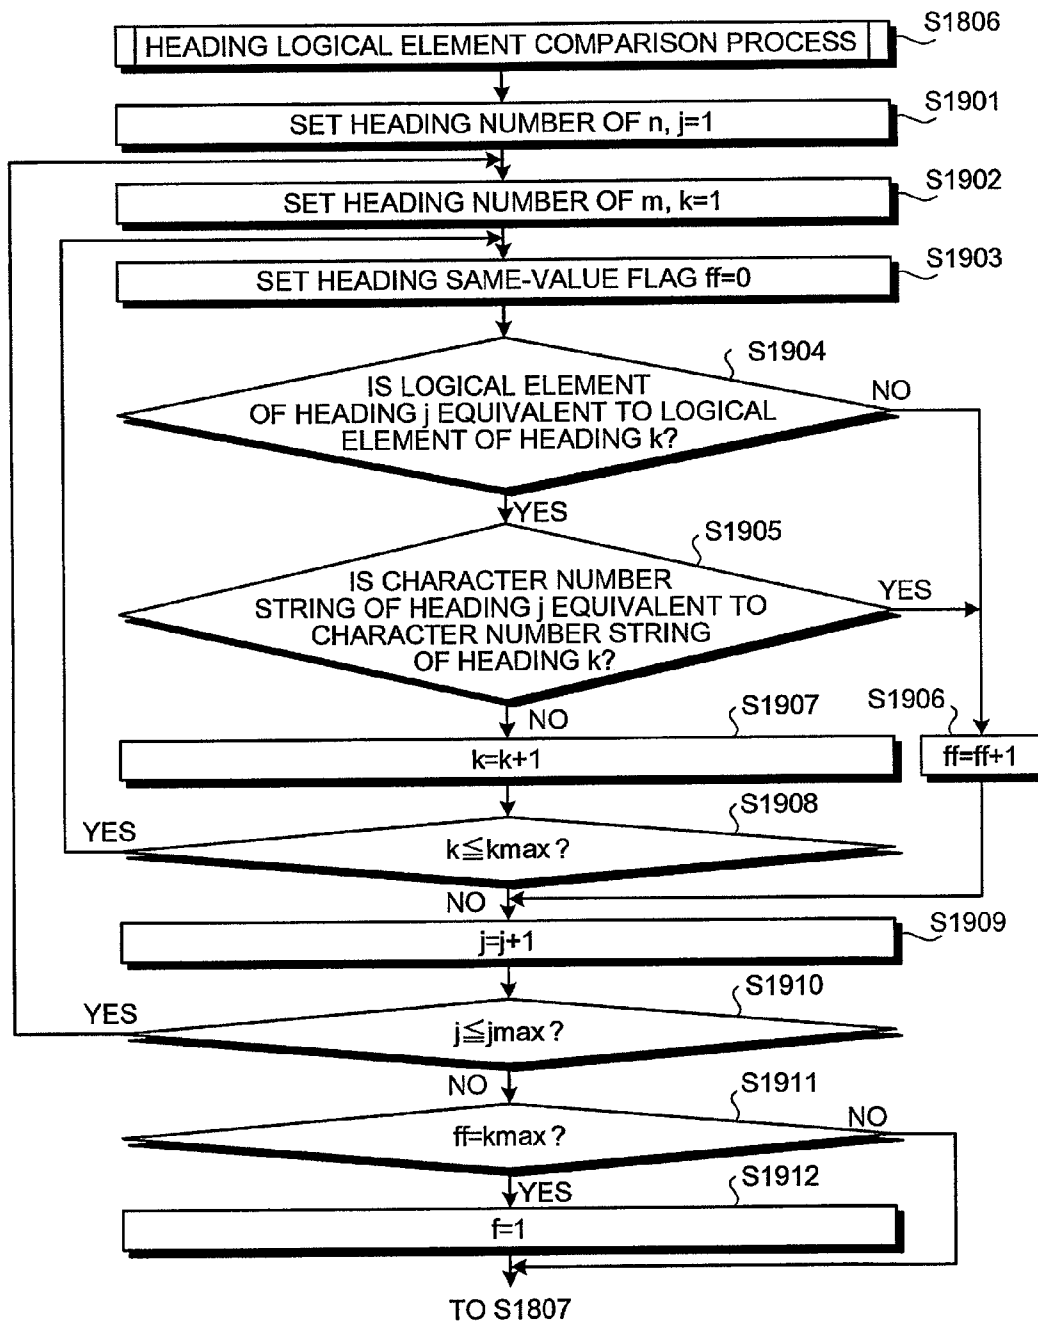 S1806
HEADING LOGICAL ELEMENT COMPARISON PROCESS
S1901
SET HEADING NUMBER OF n, j=1
S1902
SET HEADING NUMBER OF m, k=1
S1903
SET HEADING SAME-VALUE FLAG ff=0
S1904
IS LOGICAL ELEMENT
OF HEADING j EQUIVALENT TO LOGICAL
ELEMENT OF HEADING k?
NO
YES
S1905
IS CHARACTER NUMBER
STRING OF HEADING j EQUIVALENT TO
CHARACTER NUMBER STRING
OF HEADING k?
YES
NO
S1907
k=k+1
S1906
ff=ff+1
S1908
k≦kmax?
YES
NO
S1909
j=j+1
S1910
j≦jmax?
YES
NO
S1911
ff=kmax?
NO
YES
S1912
f=1
TO S1807